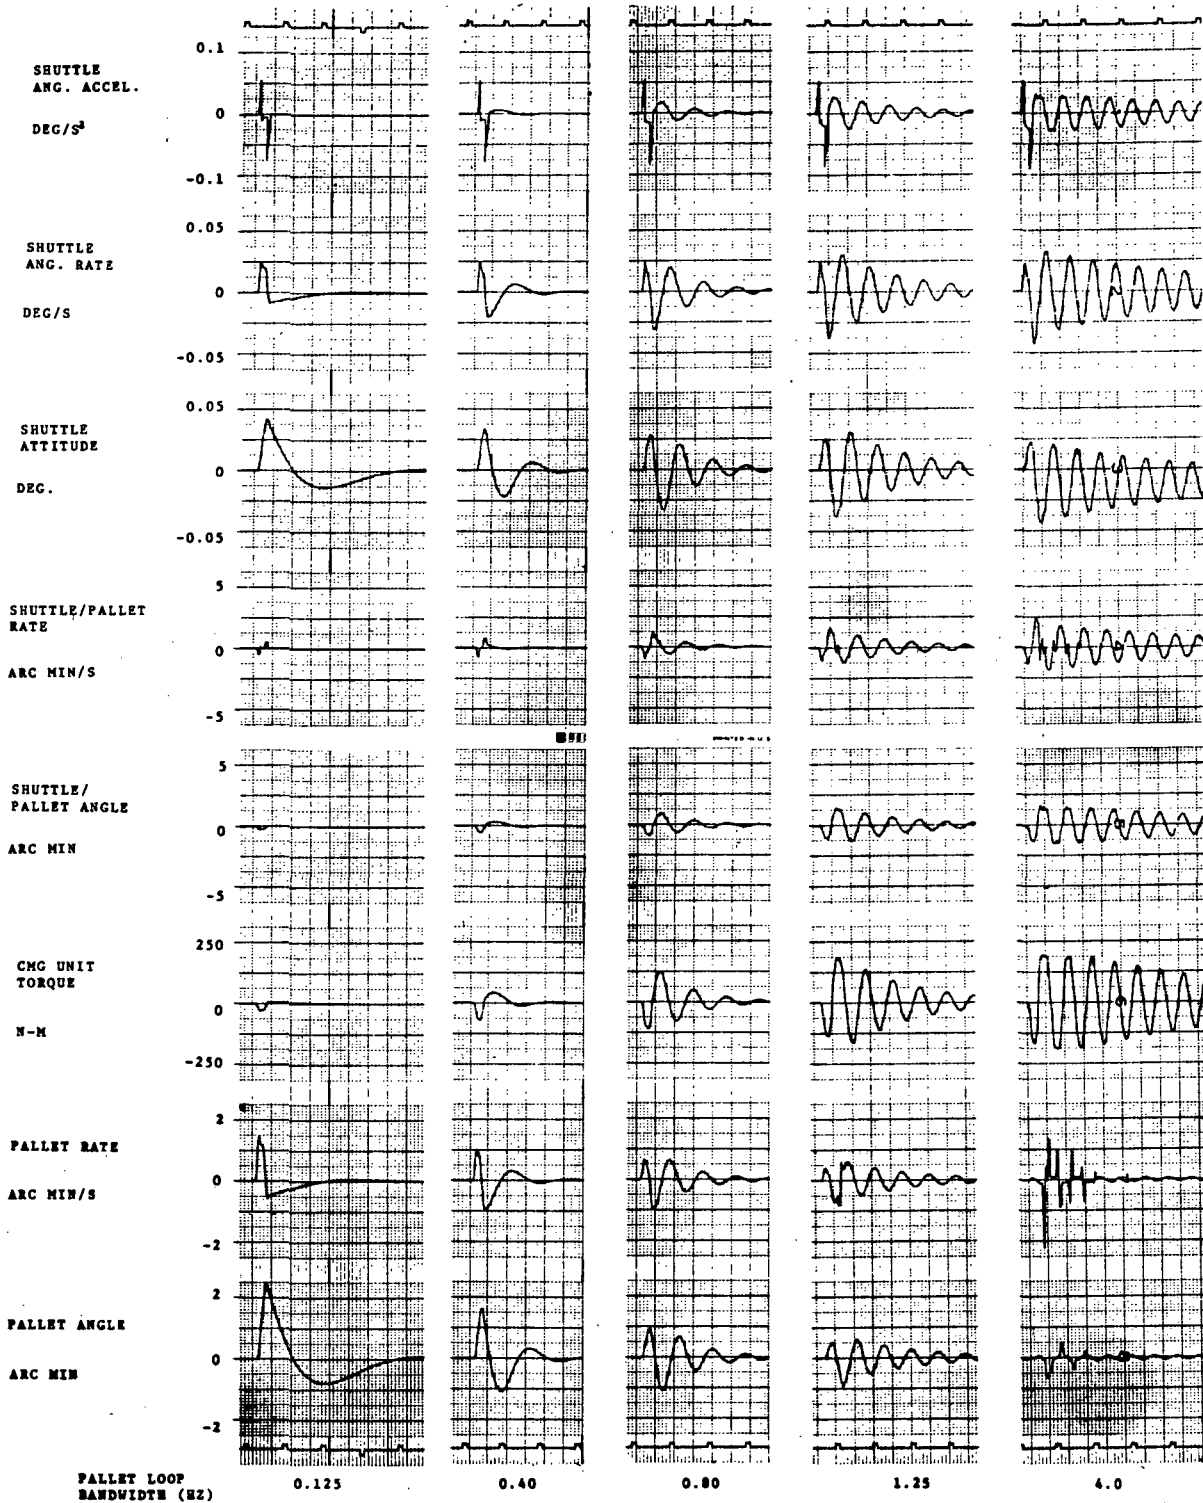 SHUTTLE
ANG. ACCEL.
DEG/S²
0.1
0
-0.1
SHUTTLE
ANG. RATE
DEG/S
0.05
0
-0.05
SHUTTLE
ATTITUDE
DEG.
0.05
0
-0.05
SHUTTLE/PALLET
RATE
ARC MIN/S
5
0
-5
PRINTED IN U.S.
SHUTTLE/
PALLET ANGLE
ARC MIN
5
0
-5
CMG UNIT
TORQUE
N-M
250
0
-250
PALLET RATE
ARC MIN/S
2
0
-2
PALLET ANGLE
ARC MIN
2
0
-2
PALLET LOOP
BANDWIDTH (HZ)
0.125
0.40
0.80
1.25
4.0